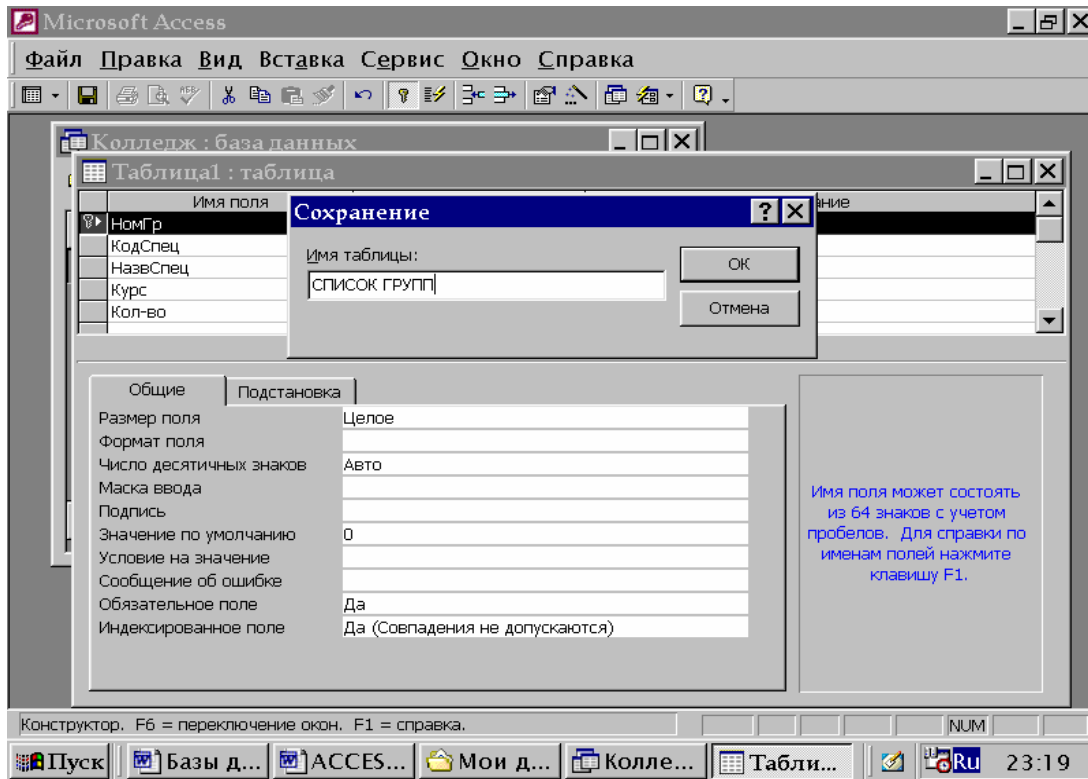 Microsoft Access
Файл Правка Вид Вставка Сервис Окно Справка
Колледж : база данных
Таблица1 : таблица
Имя поля
НомГр
КодСпец
НазвСпец
Курс
Кол-во
Сохранение
Имя таблицы:
СПИСОК ГРУПП
OK
Отмена
Общие Подстановка
Размер поля Целое
Формат поля
Число десятичных знаков Авто
Маска ввода
Подпись
Значение по умолчанию 0
Условие на значение
Сообщение об ошибке
Обязательное поле Да
Индексированное поле Да (Совпадения не допускаются)
Имя поля может состоять
из 64 знаков с учетом
пробелов. Для справки по
именам полей нажмите
клавишу F1.
Конструктор. F6 = переключение окон. F1 = справка. NUM
Пуск Базы д... ACCES... Мои д... Колле... Табли... Ru 23:19